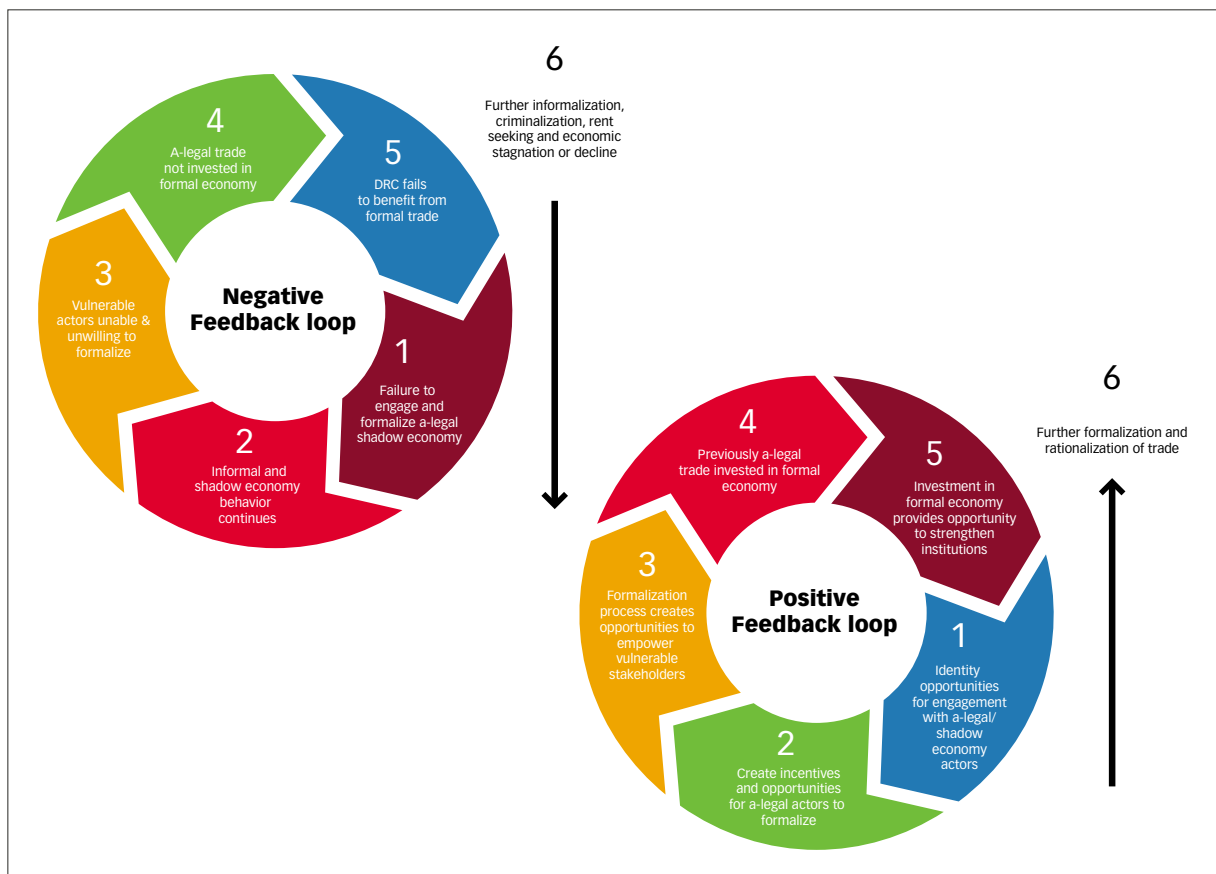 Negative
Feedback loop
1
Failure to
engage and
formalize a-legal
shadow economy
2
Informal and
shadow economy
behavior
continues
3
Vulnerable
actors unable &
unwilling to
formalize
4
A-legal trade
not invested in
formal economy
5
DRC fails
to benefit from
formal trade
6
Further informalization,
criminalization, rent
seeking and economic
stagnation or decline
Positive
Feedback loop
1
Identity
opportunities
for engagement
with a-legal/
shadow
economy
actors
2
Create incentives
and opportunities
for a-legal actors to
formalize
3
Formalization
process creates
opportunities to
empower
vulnerable
stakeholders
4
Previously a-legal
trade invested in formal
economy
5
Investment in
formal economy
provides opportunity
to strengthen
institutions
6
Further formalization and
rationalization of trade